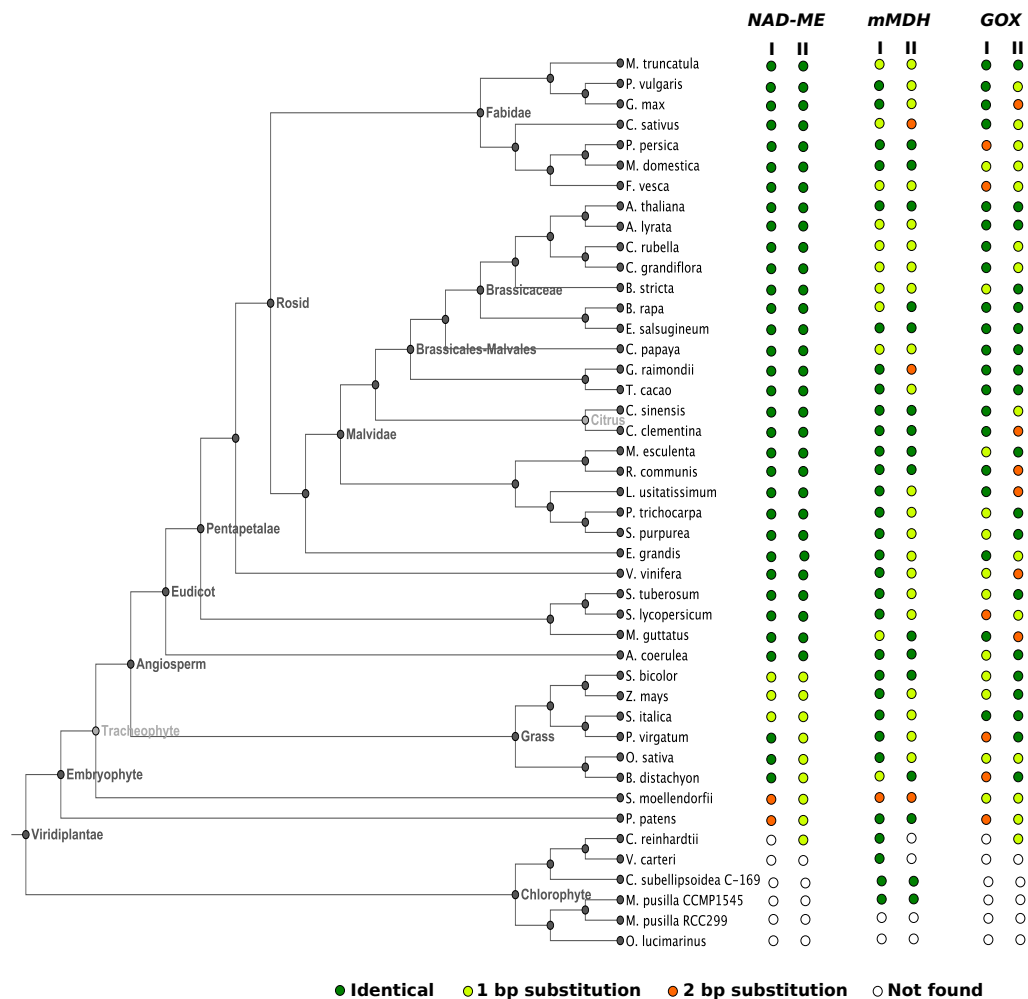 NAD-ME mMDH GOX
I II I II I II
M. truncatula
P. vulgaris
G. max
Fabidae
C. sativus
P. persica
M. domestica
F. vesca
A. thaliana
A. lyrata
C. rubella
C. grandiflora
Brassicaceae
B. stricta
Rosid
B. rapa
E. salsugineum
Brassicales-Malvales
C. papaya
G. raimondii
T. cacao
C. sinensis
Citrus
C. clementina
Malvidae
M. esculenta
R. communis
L. usitatissimum
P. trichocarpa
Pentapetalae
S. purpurea
E. grandis
V. vinifera
Eudicot
S. tuberosum
S. lycopersicum
M. guttatus
A. coerulea
Angiosperm
S. bicolor
Z. mays
S. italica
Tracheophyte
Grass
P. virgatum
O. sativa
Embryophyte
B. distachyon
S. moellendorfii
P. patens
Viridiplantae
C. reinhardtii
V. carteri
C. subellipsoidea C-169
Chlorophyte
M. pusilla CCMP1545
M. pusilla RCC299
O. lucimarinus
Identical 1 bp substitution 2 bp substitution Not found